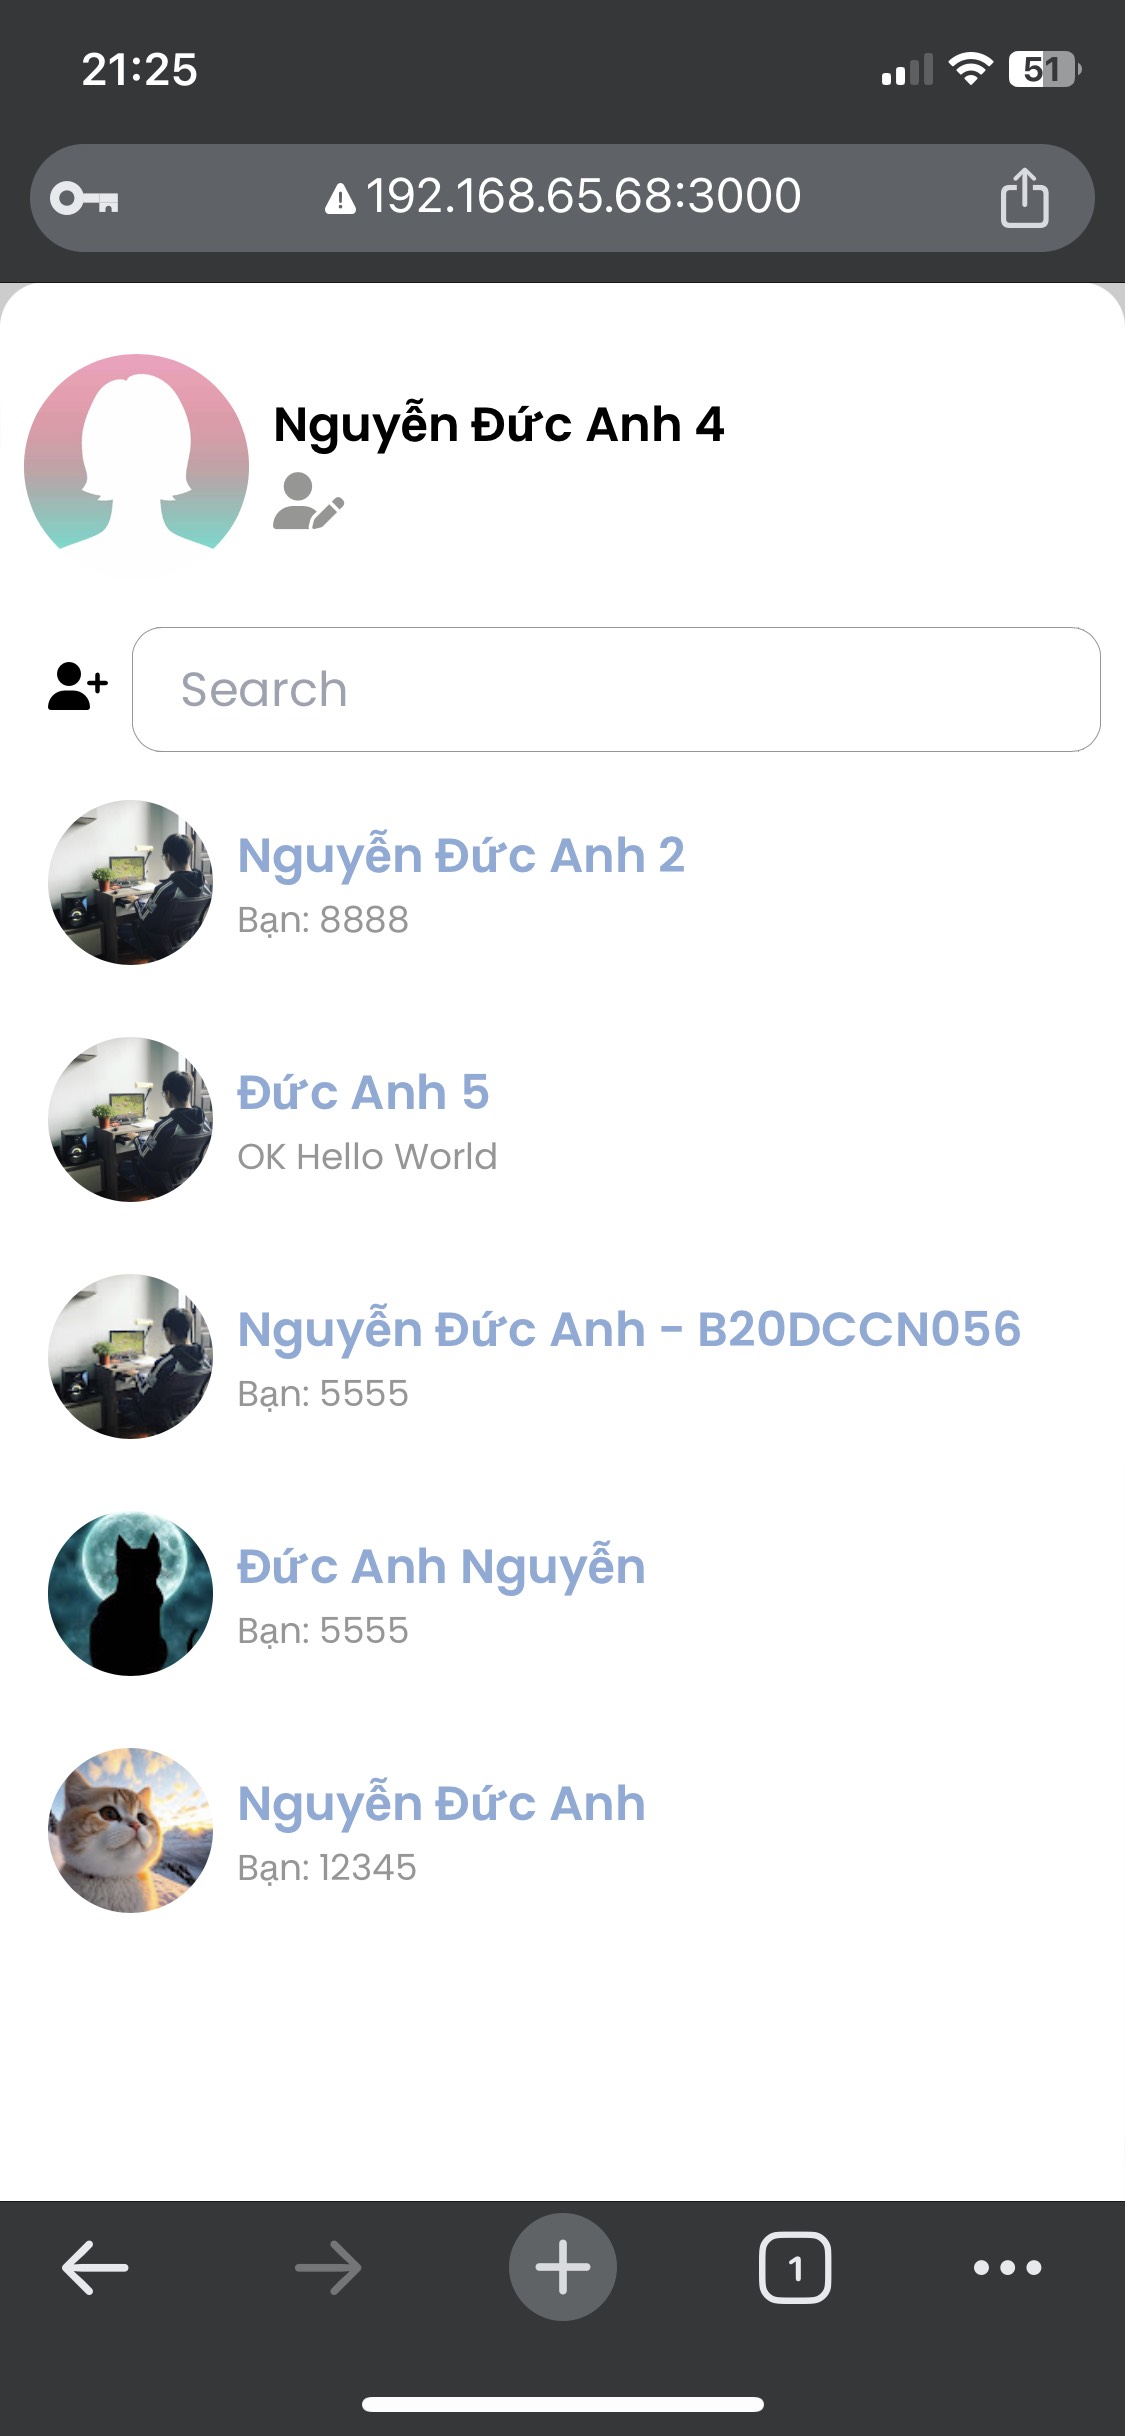 21:25
51
192.168.65.68:3000
Nguyễn Đức Anh 4
Search
Nguyễn Đức Anh 2
Bạn: 8888
Đức Anh 5
OK Hello World
Nguyễn Đức Anh - B20DCCN056
Bạn: 5555
Đức Anh Nguyễn
Bạn: 5555
Nguyễn Đức Anh
Bạn: 12345
1